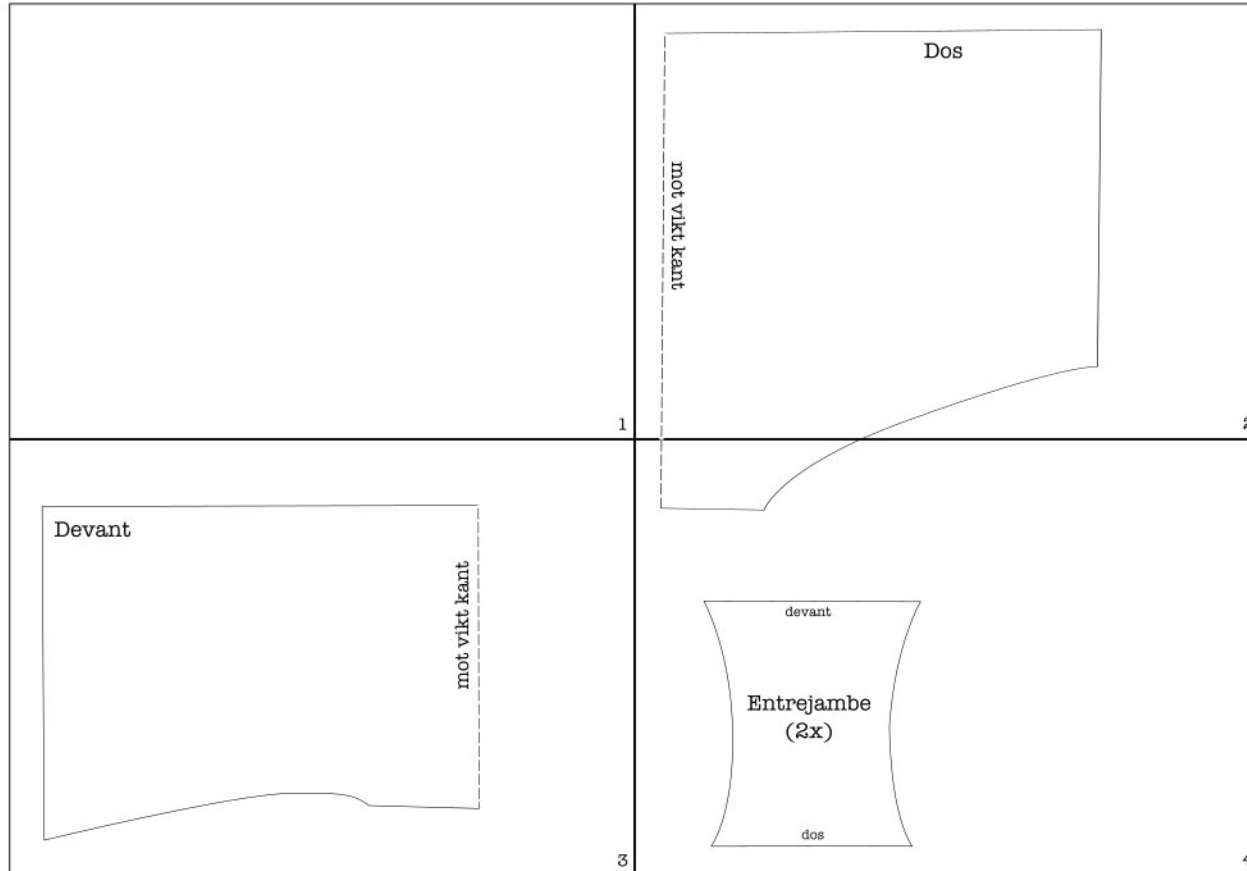 Dos
mot vikt kant
1
2
Devant
mot vikt kant
devant
Entrejambe
(2x)
dos
3
4